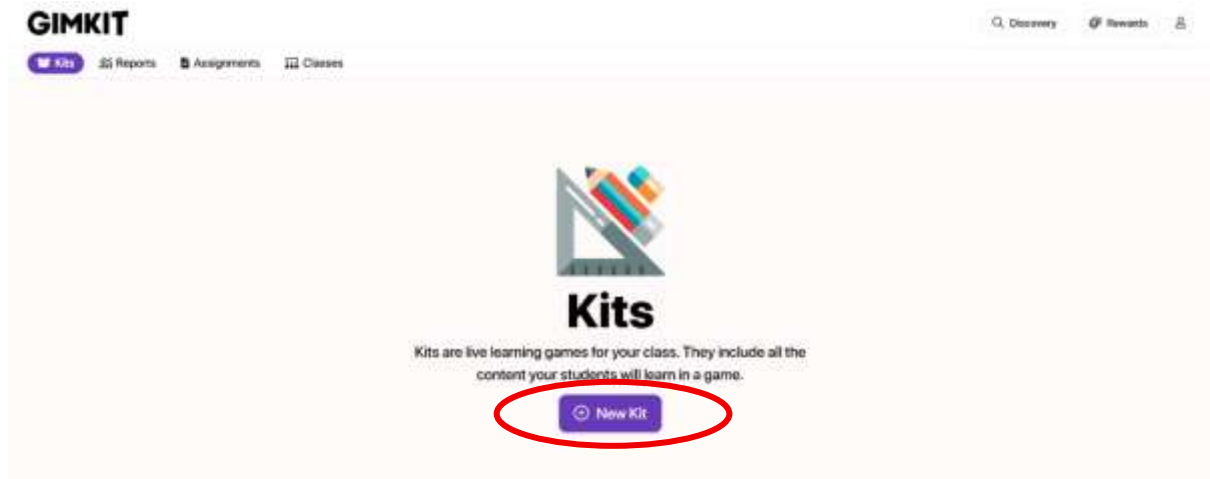 GIMKIT
Discovery Rewards
Kits Reports Assignments Classes
Kits
Kits are live learning games for your class. They include all the
content your students will learn in a game.
New Kit